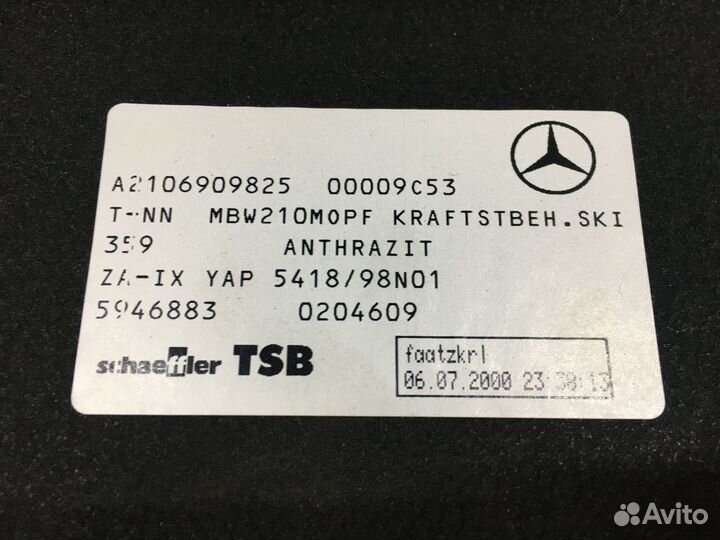 A2106909825 00009C53
T-NN MBW210MOPF KRAFTSTBEH.SKI
359 ANTHRAZIT
ZA-IX YAP 5418/98N01
5946883 0204609
schaeffler TSB
faatzkrl
06.07.2000 23:30:13
Avito